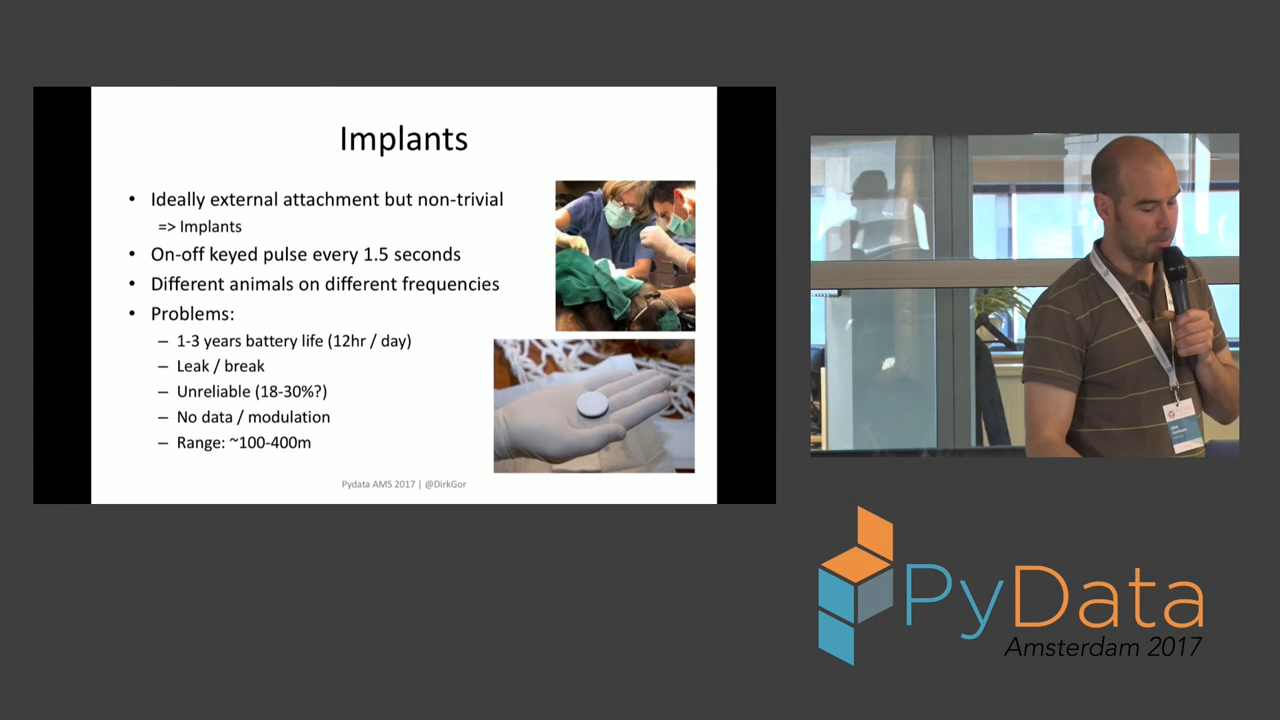 Implants
• Ideally external attachment but non-trivial
=> Implants
• On-off keyed pulse every 1.5 seconds
• Different animals on different frequencies
• Problems:
– 1-3 years battery life (12hr / day)
– Leak / break
– Unreliable (18-30%?)
– No data / modulation
– Range: ~100-400m
Pydata AMS 2017 | @DirkGor
PyData
Amsterdam 2017